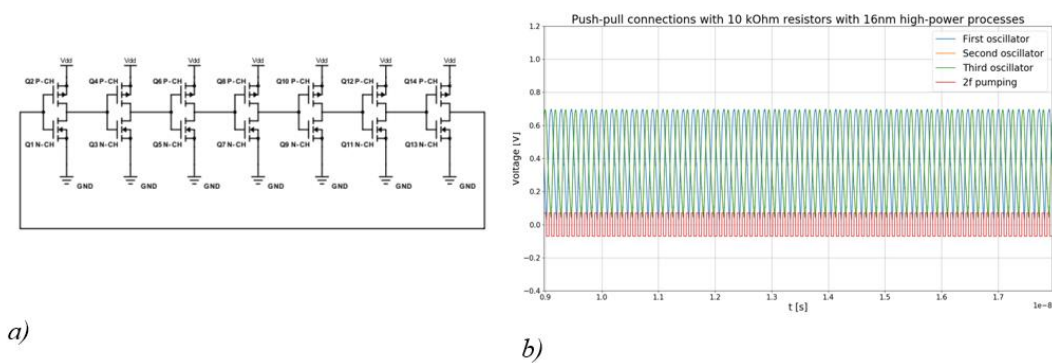 Vdd Vdd Vdd Vdd Vdd Vdd Vdd
Q2 P-CH Q4 P-CH Q6 P-CH Q8 P-CH Q10 P-CH Q12 P-CH Q14 P-CH
Q1 N-CH Q3 N-CH Q5 N-CH Q7 N-CH Q9 N-CH Q11 N-CH Q13 N-CH
GND GND GND GND GND GND GND
a)
Push-pull connections with 10 kOhm resistors with 16nm high-power processes
First oscillator
Second oscillator
Third oscillator
2f pumping
Voltage [V]
1.2
1.0
0.8
0.6
0.4
0.2
0.0
−0.2
−0.4
0.9 1.0 1.1 1.2 1.3 1.4 1.5 1.6 1.7
t [s]
1e−8
b)